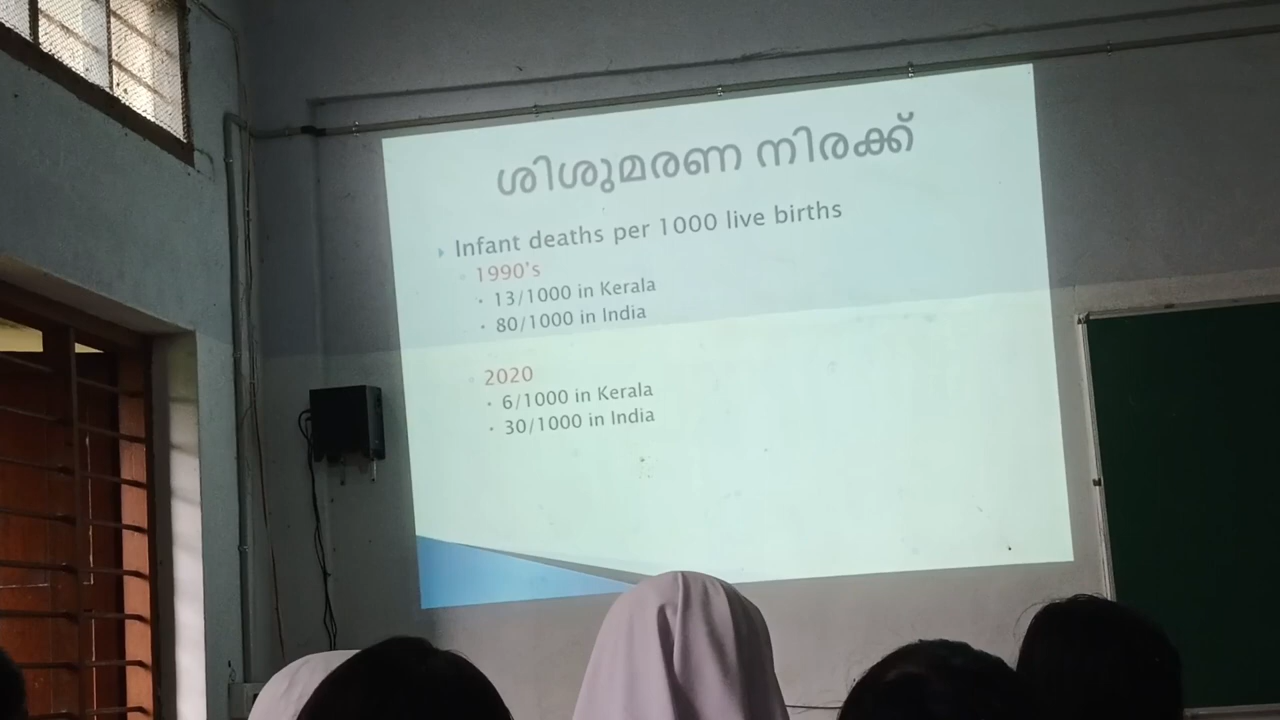 ശിശുമരണ നിരക്ക്
Infant deaths per 1000 live births
1990's
13/1000 in Kerala
80/1000 in India
2020
6/1000 in Kerala
30/1000 in India